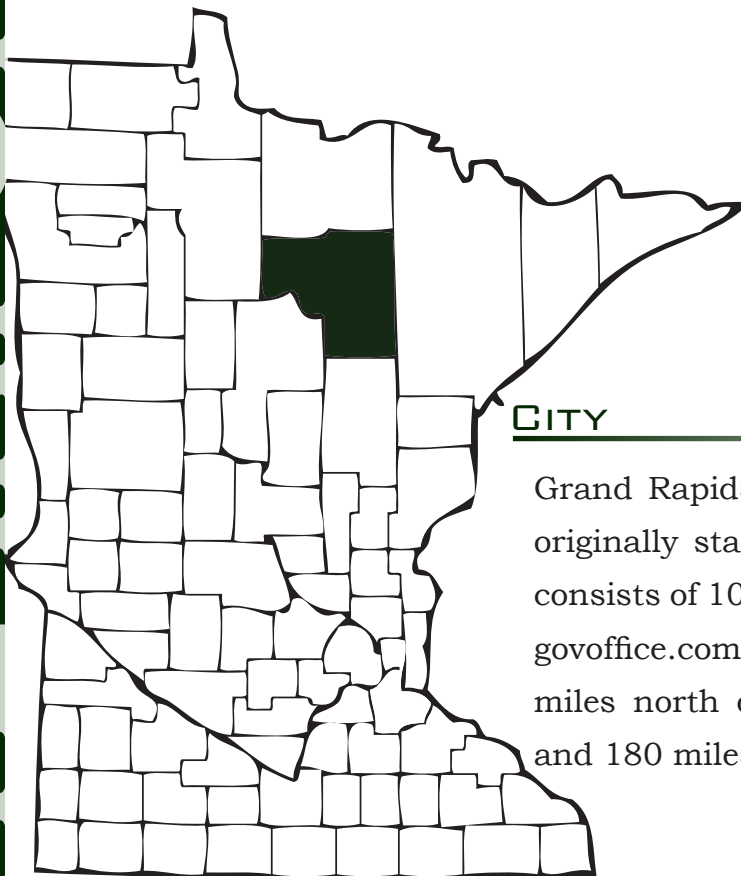 City
Grand Rapid
originally sta
consists of 10
govoffice.com
miles north
and 180 mile